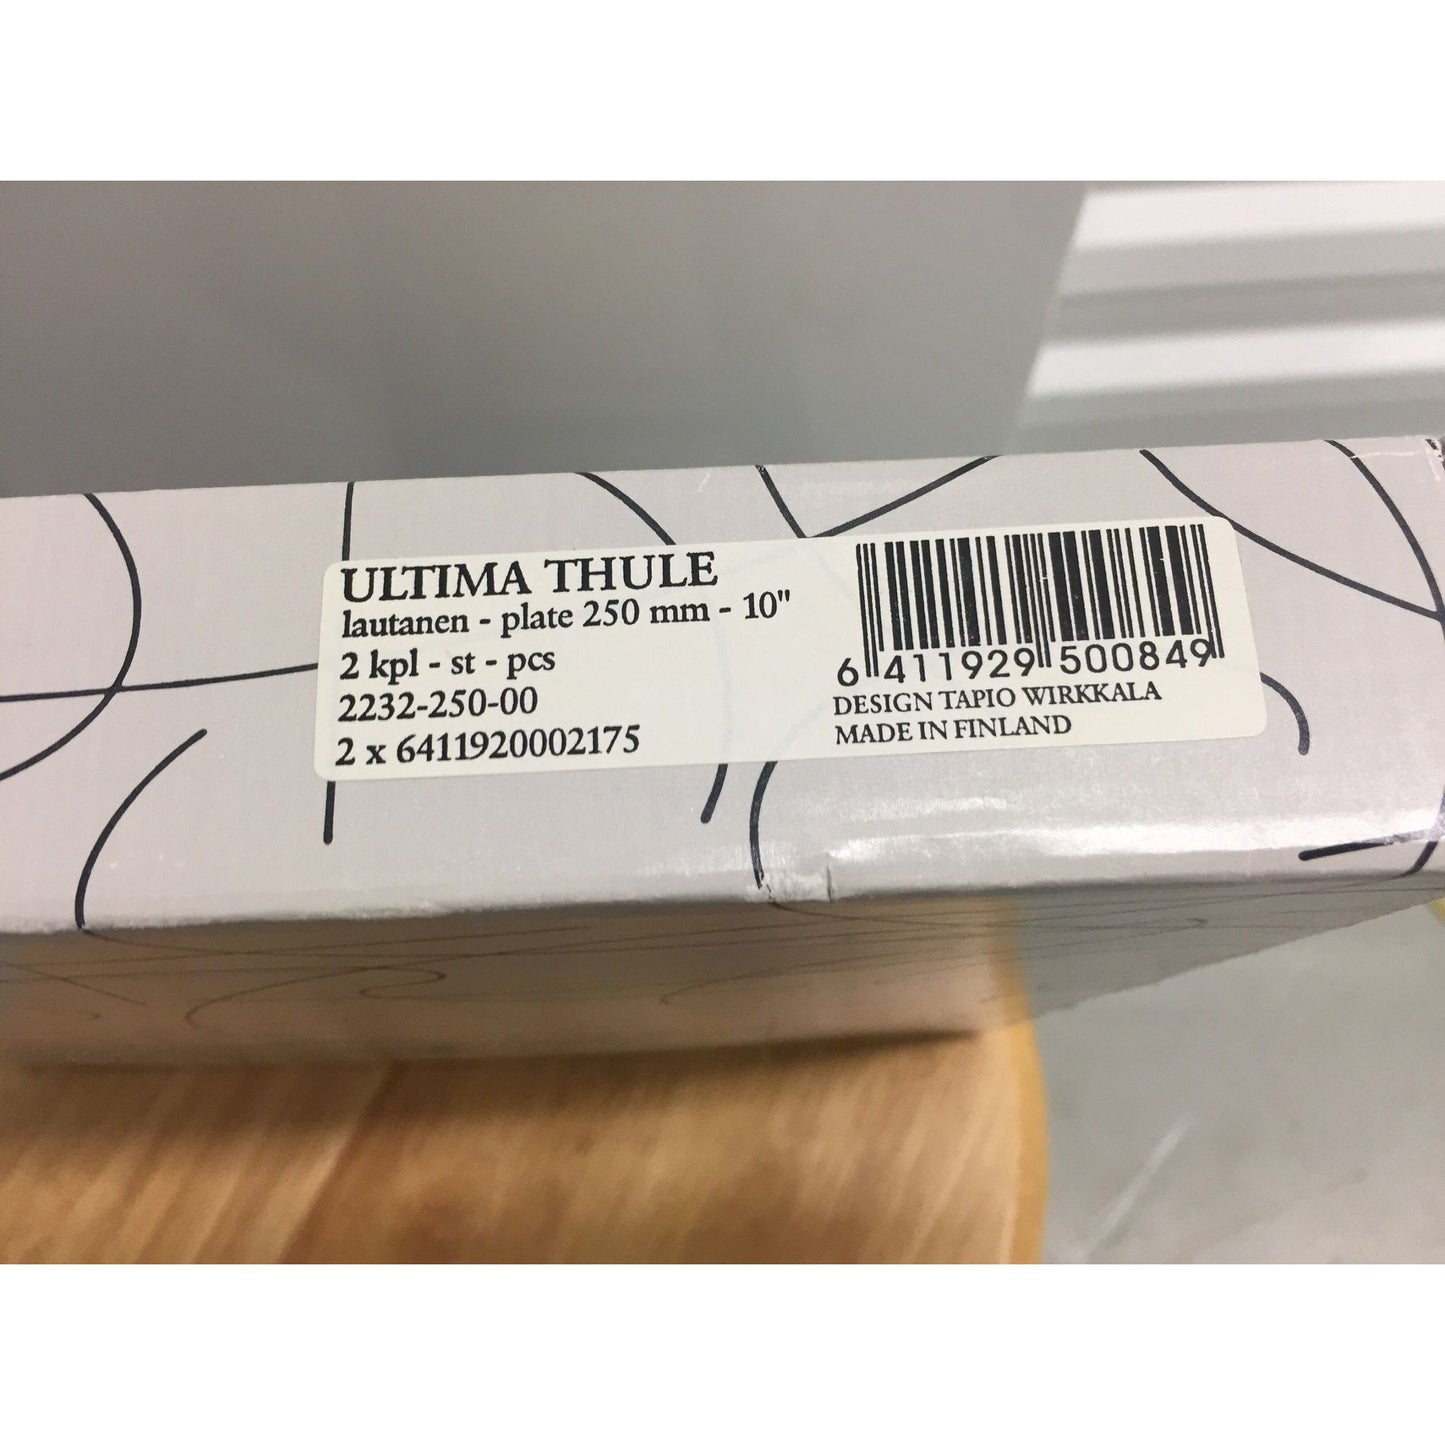 ULTIMA THULE
lautanen - plate 250 mm - 10"
2 kpl - st - pcs
2232-250-00
2 x 6411920002175
6 411929 500849
DESIGN TAPIO WIRKKALA
MADE IN FINLAND